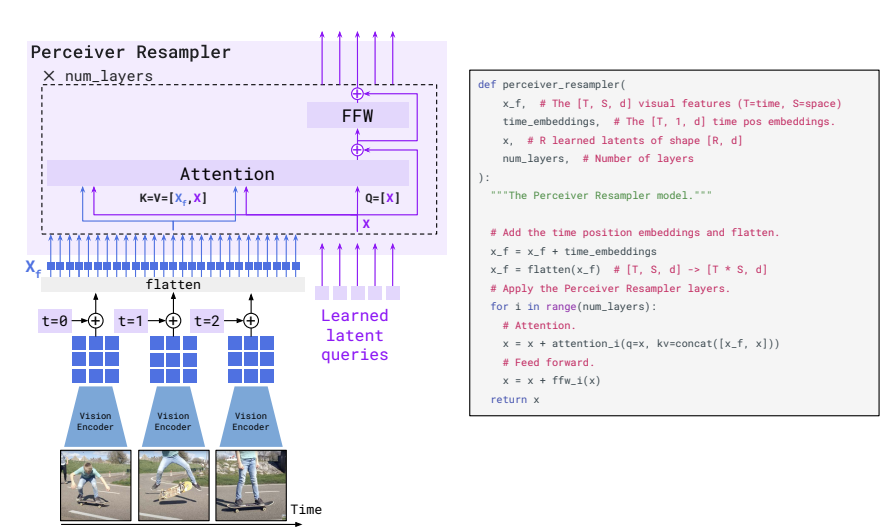 Perceiver Resampler
× num_layers
FFW
Attention
K=V=[Xf,X]
Q=[X]
X
Xf
flatten
t=0
t=1
t=2
Learned
latent
queries
Vision
Encoder
Vision
Encoder
Vision
Encoder
Time
def perceiver_resampler(
    x_f,  # The [T, S, d] visual features (T=time, S=space)
    time_embeddings,  # The [T, 1, d] time pos embeddings.
    x,  # R learned latents of shape [R, d]
    num_layers,  # Number of layers
):
  """The Perceiver Resampler model."""
  # Add the time position embeddings and flatten.
  x_f = x_f + time_embeddings
  x_f = flatten(x_f)  # [T, S, d] -> [T * S, d]
  # Apply the Perceiver Resampler layers.
  for i in range(num_layers):
    # Attention.
    x = x + attention_i(q=x, kv=concat([x_f, x]))
    # Feed forward.
    x = x + ffw_i(x)
  return x